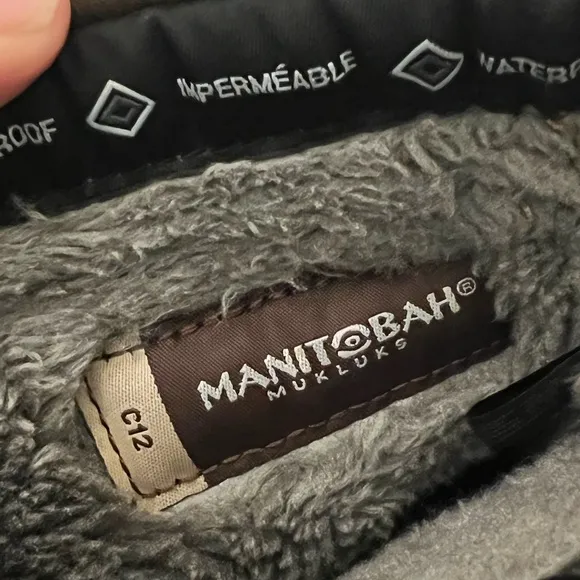 ROOF IMPERMÉABLE WATERP
MANITOBAH®
MUKLUKS
C12